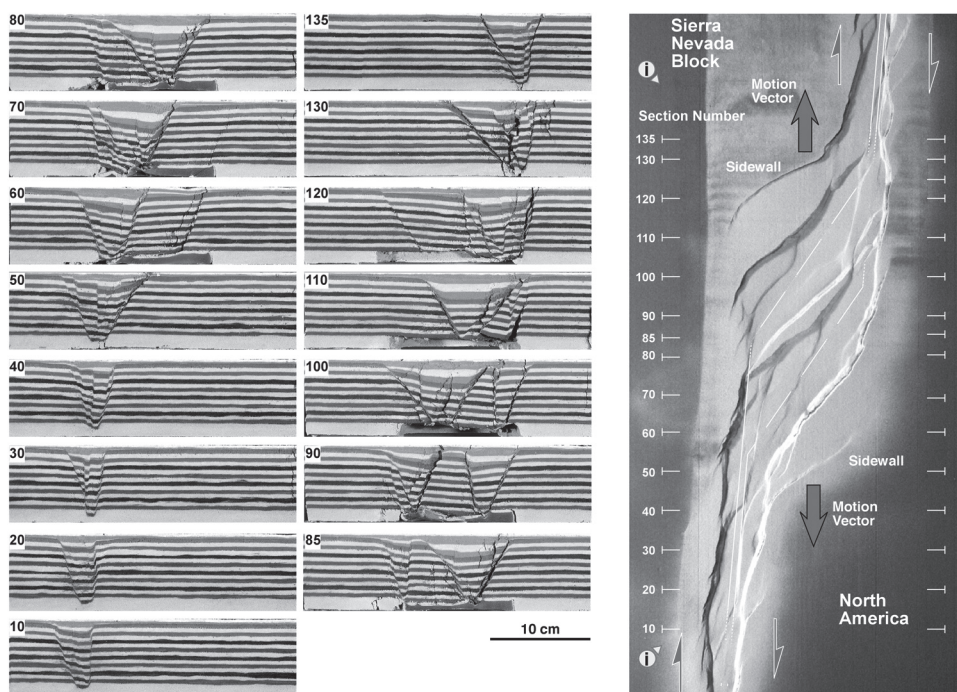 80
70
60
50
40
30
20
10
135
130
120
110
100
90
85
10 cm
Sierra
Nevada
Block
i
Motion
Vector
Section Number
135
130
Sidewall
120
110
100
90
85
80
70
60
Sidewall
50
40
Motion
Vector
30
20
North
America
10
i